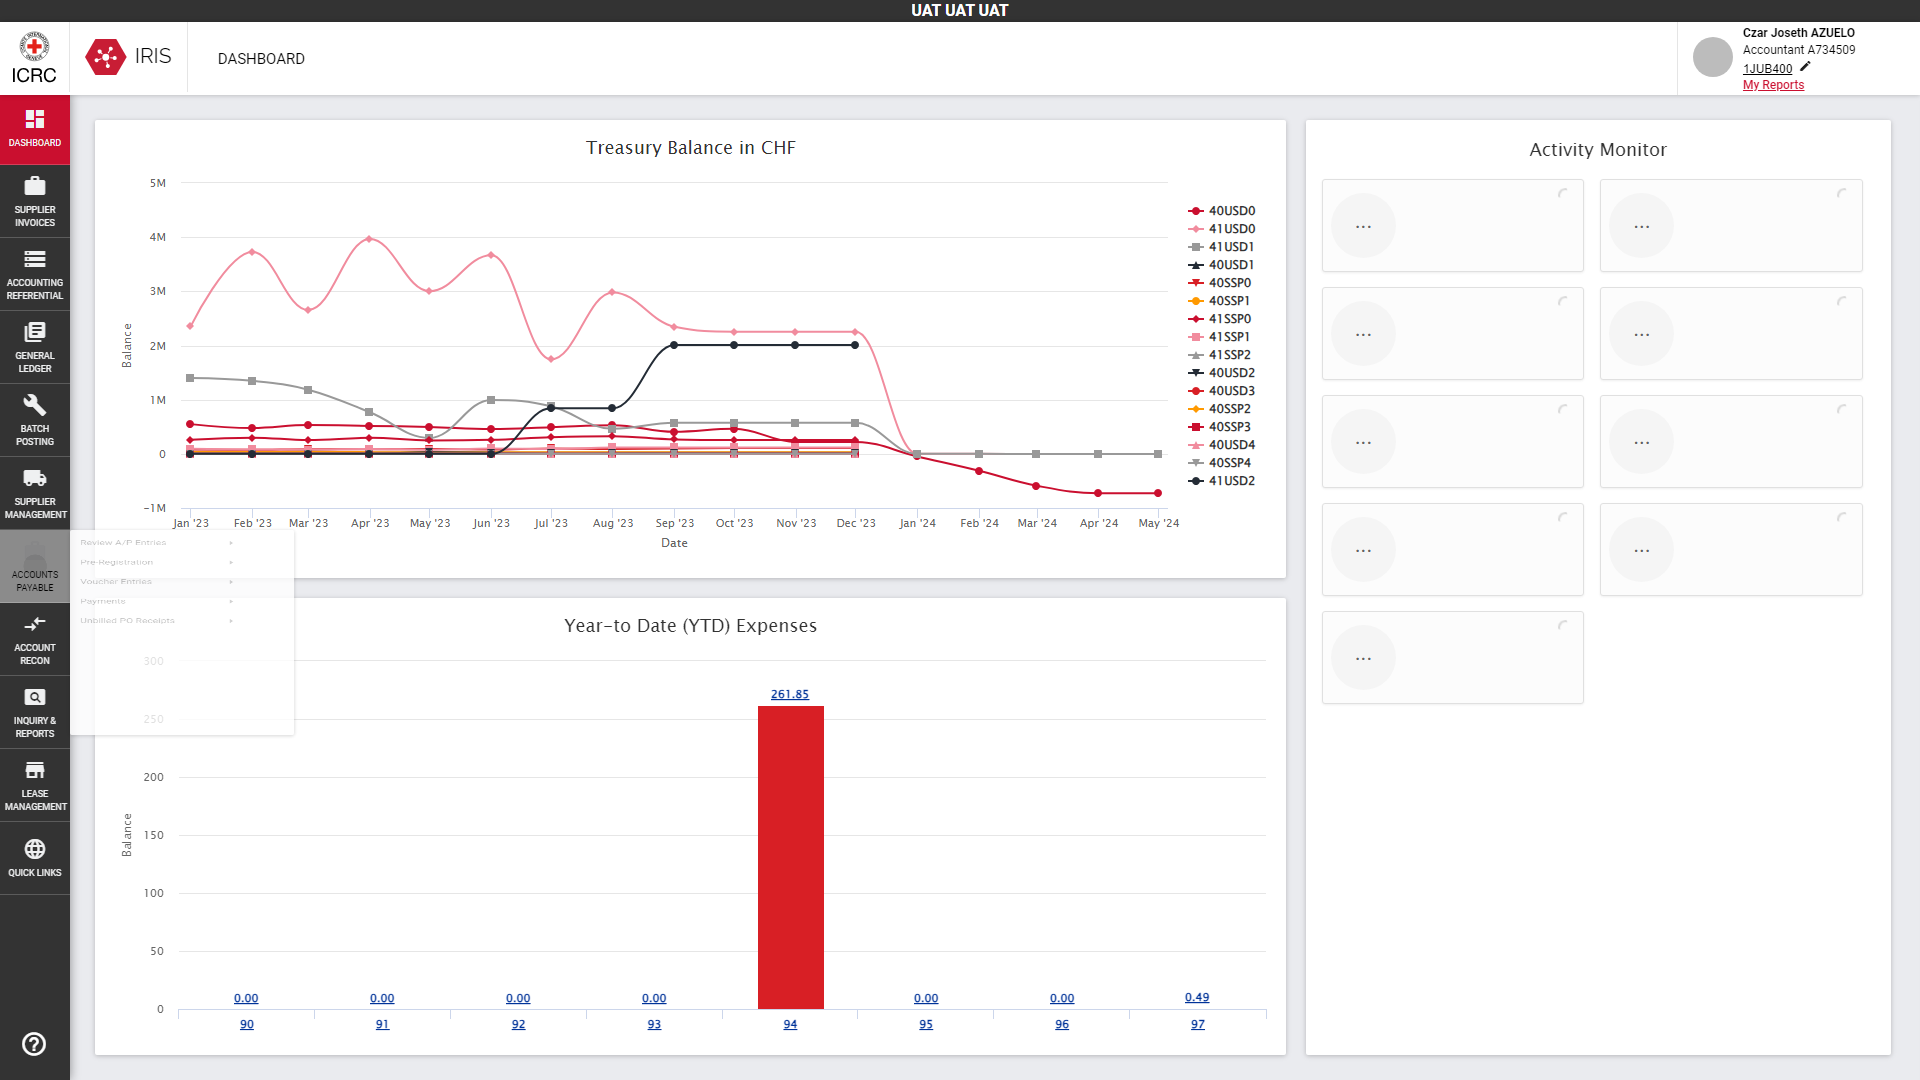 UAT UAT UAT
ICRC
IRIS
DASHBOARD
Czar Joseth AZUELO
Accountant A734509
1JUB400
My Reports
DASHBOARD
SUPPLIER
INVOICES
ACCOUNTING
REFERENTIAL
GENERAL
LEDGER
BATCH
POSTING
SUPPLIER
MANAGEMENT
ACCOUNTS
PAYABLE
ACCOUNT
RECON
INQUIRY &
REPORTS
LEASE
MANAGEMENT
QUICK LINKS
Review A/P Entries
Pre-Registration
Voucher Entries
Payments
Unbilled PO Receipts
Treasury Balance in CHF
Balance
5M
4M
3M
2M
1M
0
-1M
Jan '23 Feb '23 Mar '23 Apr '23 May '23 Jun '23 Jul '23 Aug '23 Sep '23 Oct '23 Nov '23 Dec '23 Jan '24 Feb '24 Mar '24 Apr '24 May '24
Date
40USD0
41USD0
41USD1
40USD1
40SSP0
40SSP1
41SSP0
41SSP1
41SSP2
40USD2
40USD3
40SSP2
40SSP3
40USD4
40SSP4
41USD2
Year-to Date (YTD) Expenses
Balance
300
250
200
150
100
50
0
0.00 0.00 0.00 0.00 261.85 0.00 0.00 0.49
90 91 92 93 94 95 96 97
Activity Monitor
... ...
... ...
... ...
... ...
...